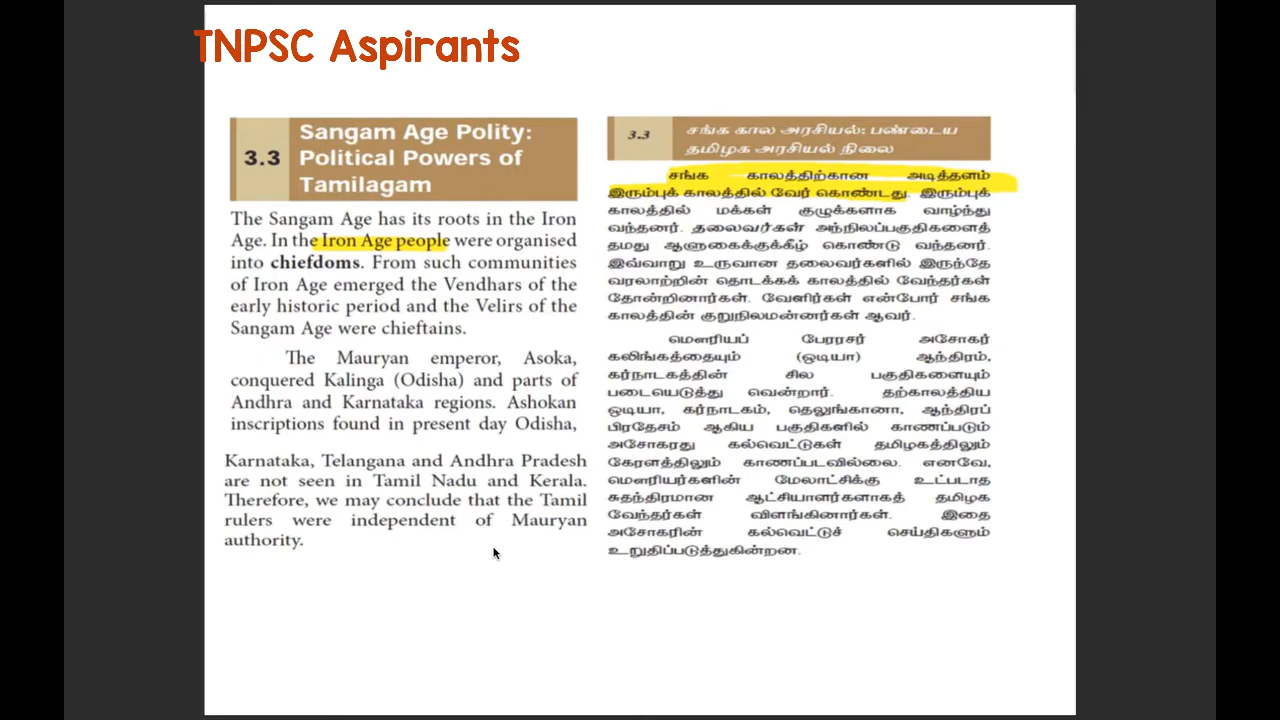 TNPSC Aspirants
3.3
Sangam Age Polity:
Political Powers of
Tamilagam
The Sangam Age has its roots in the Iron
Age. In the Iron Age people were organised
into chiefdoms. From such communities
of Iron Age emerged the Vendhars of the
early historic period and the Velirs of the
Sangam Age were chieftains.
The Mauryan emperor, Asoka,
conquered Kalinga (Odisha) and parts of
Andhra and Karnataka regions. Ashokan
inscriptions found in present day Odisha,
Karnataka, Telangana and Andhra Pradesh
are not seen in Tamil Nadu and Kerala.
Therefore, we may conclude that the Tamil
rulers were independent of Mauryan
authority.
3.3
சங்க கால அரசியல்: பண்டைய
தமிழக அரசியல் நிலை
சங்க காலத்திற்கான அடித்தளம்
இரும்புக் காலத்தில் வேர் கொண்டது. இரும்புக்
காலத்தில் மக்கள் குழுக்களாக வாழ்ந்து
வந்தனர். தலைவர்கள் அந்நிலப்பகுதிகளைத்
தமது ஆளுகைக்குக்கீழ் கொண்டு வந்தனர்.
இவ்வாறு உருவான தலைவர்களில் இருந்தே
வரலாற்றின் தொடக்கக் காலத்தில் வேந்தர்கள்
தோன்றினார்கள். வேளிர்கள் என்போர் சங்க
காலத்தின் குறுநிலமன்னர்கள் ஆவர்.
மௌரியப் பேரரசர் அசோகர்
கலிங்கத்தையும் (ஒடியா) ஆந்திரம்,
கர்நாடகத்தின் சில பகுதிகளையும்
படையெடுத்து வென்றார். தற்காலத்திய
ஒடியா, கர்நாடகம், தெலுங்கானா, ஆந்திரப்
பிரதேசம் ஆகிய பகுதிகளில் காணப்படும்
அசோகரது கல்வெட்டுகள் தமிழகத்திலும்
கேரளத்திலும் காணப்படவில்லை. எனவே,
மௌரியர்களின் மேலாட்சிக்கு உட்படாத
சுதந்திரமான ஆட்சியாளர்களாகத் தமிழக
வேந்தர்கள் விளங்கினார்கள். இதை
அசோகரின் கல்வெட்டுச் செய்திகளும்
உறுதிப்படுத்துகின்றன.